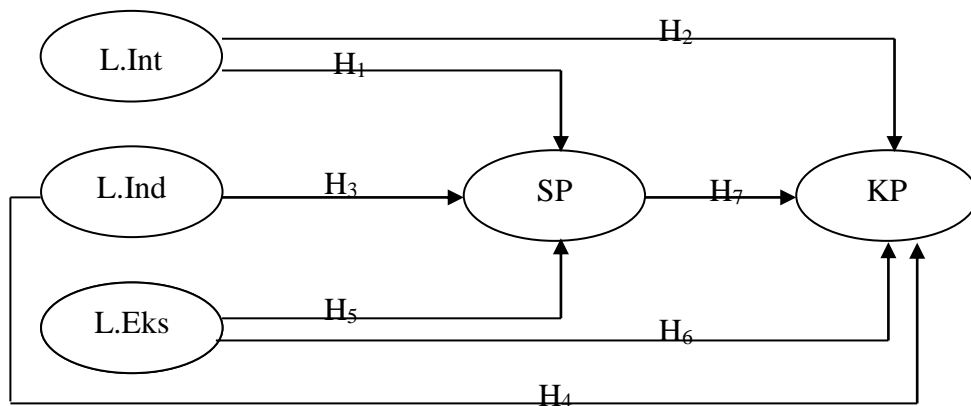 H₂
L.Int
H₁
L.Ind
H₃
SP
H₇
KP
L.Eks
H₅
H₆
H₄